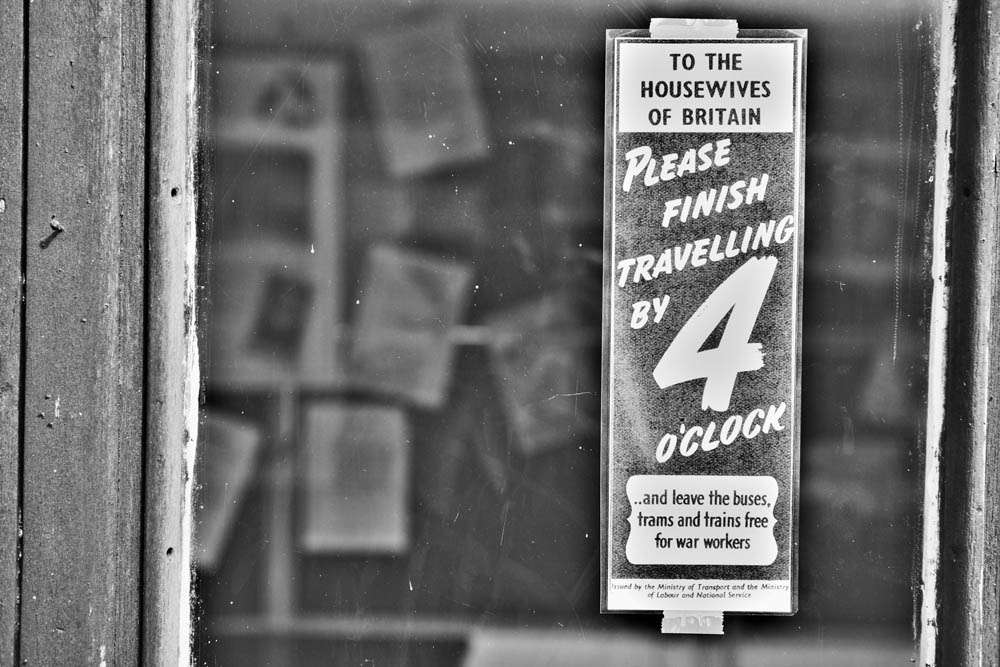 TO THE
HOUSEWIVES
OF BRITAIN
PLEASE
FINISH
TRAVELLING
BY 4
O'CLOCK
..and leave the buses,
trams and trains free
for war workers
Issued by the Ministry of Transport and the Ministry
of Labour and National Service